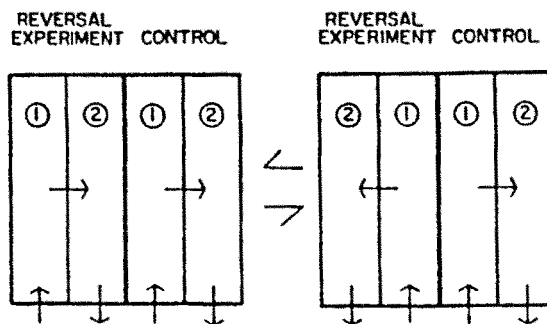 REVERSAL
EXPERIMENT CONTROL
① ② ① ②
REVERSAL
EXPERIMENT CONTROL
② ① ① ②